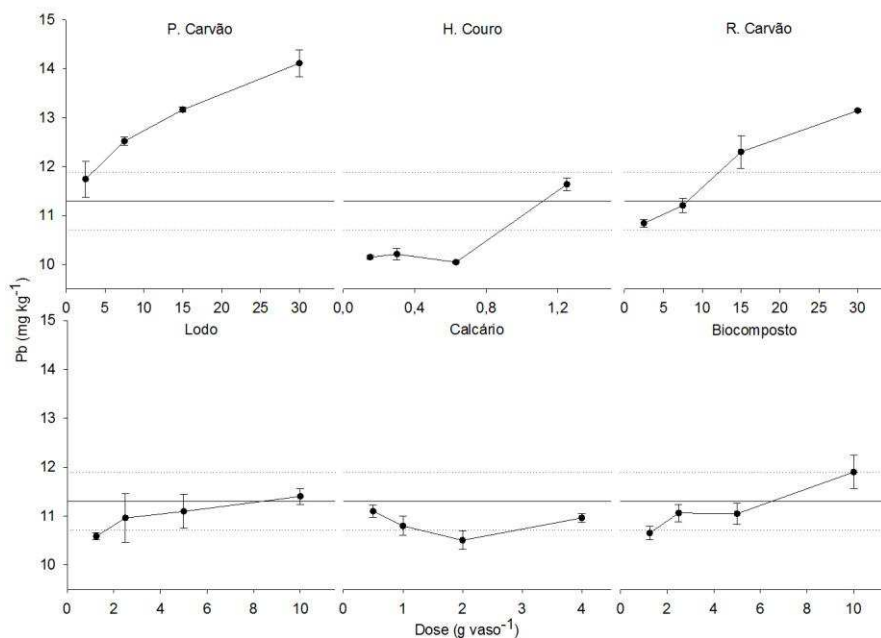 P. Carvão H. Couro R. Carvão
15
14
13
12
11
10
0 5 10 15 20 25 30 0,0 0,4 0,8 1,2 0 5 10 15 20 25 30
Pb (mg kg⁻¹)
Lodo Calcário Biocomposto
15
14
13
12
11
10
0 2 4 6 8 10 0 1 2 3 4 0 2 4 6 8 10
Dose (g vaso⁻¹)